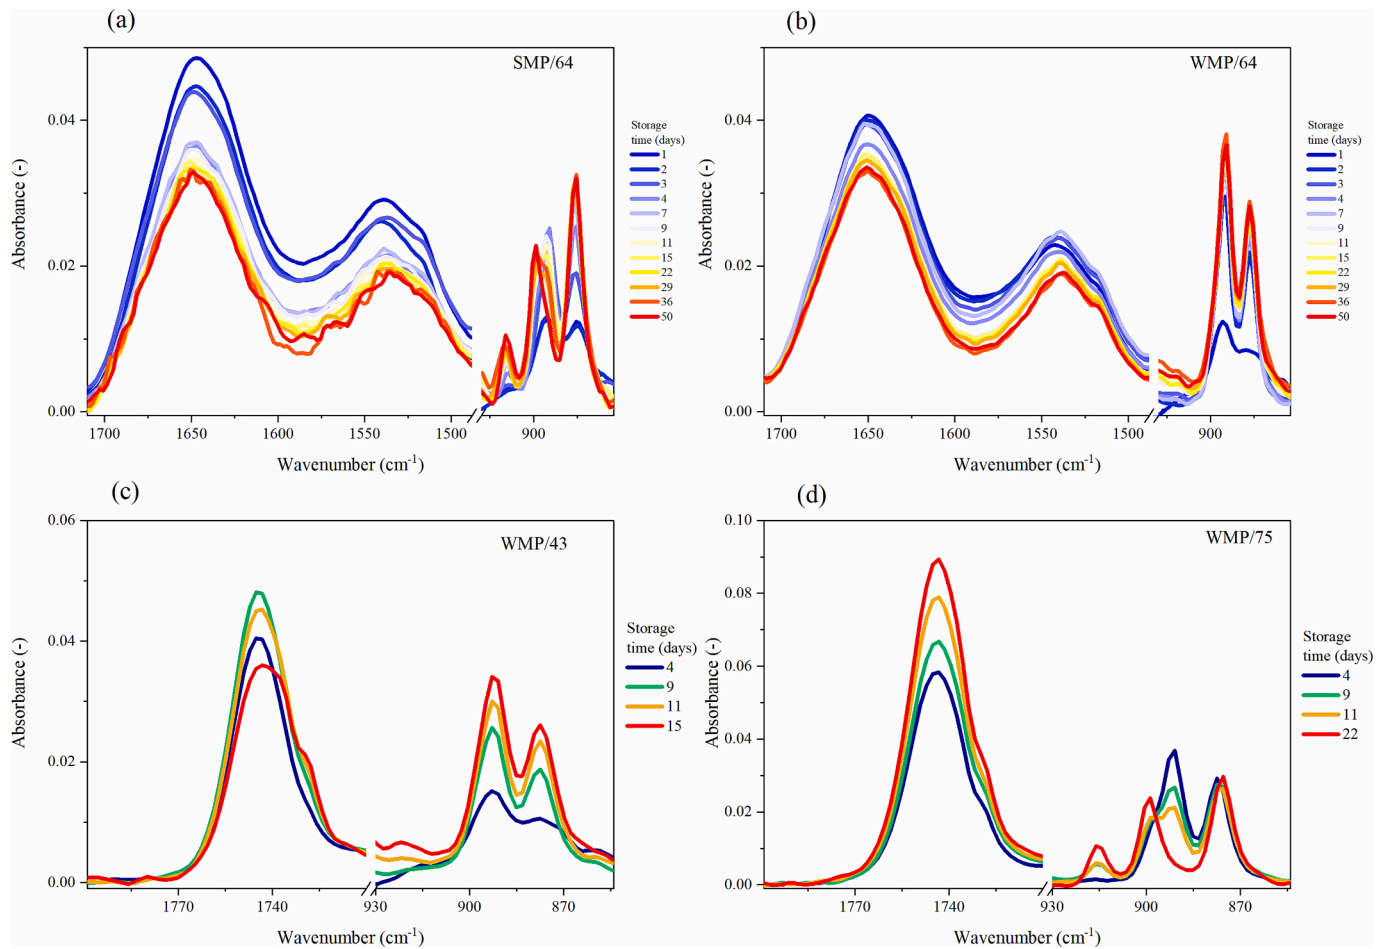 (a)
SMP/64
0.04
0.02
0.00
Absorbance (-)
1700
1650
1600
1550
1500
900
Wavenumber (cm-1)
Storage
time (days)
1
2
3
4
7
9
11
15
22
29
36
50
(b)
WMP/64
0.04
0.02
0.00
Absorbance (-)
1700
1650
1600
1550
1500
900
Wavenumber (cm-1)
Storage
time (days)
1
2
3
4
7
9
11
15
22
29
36
50
(c)
WMP/43
0.06
0.04
0.02
0.00
Absorbance (-)
1770
1740
930
900
870
Wavenumber (cm-1)
Storage
time (days)
4
9
11
15
(d)
WMP/75
0.10
0.08
0.06
0.04
0.02
0.00
Absorbance (-)
1770
1740
930
900
870
Wavenumber (cm-1)
Storage
time (days)
4
9
11
22